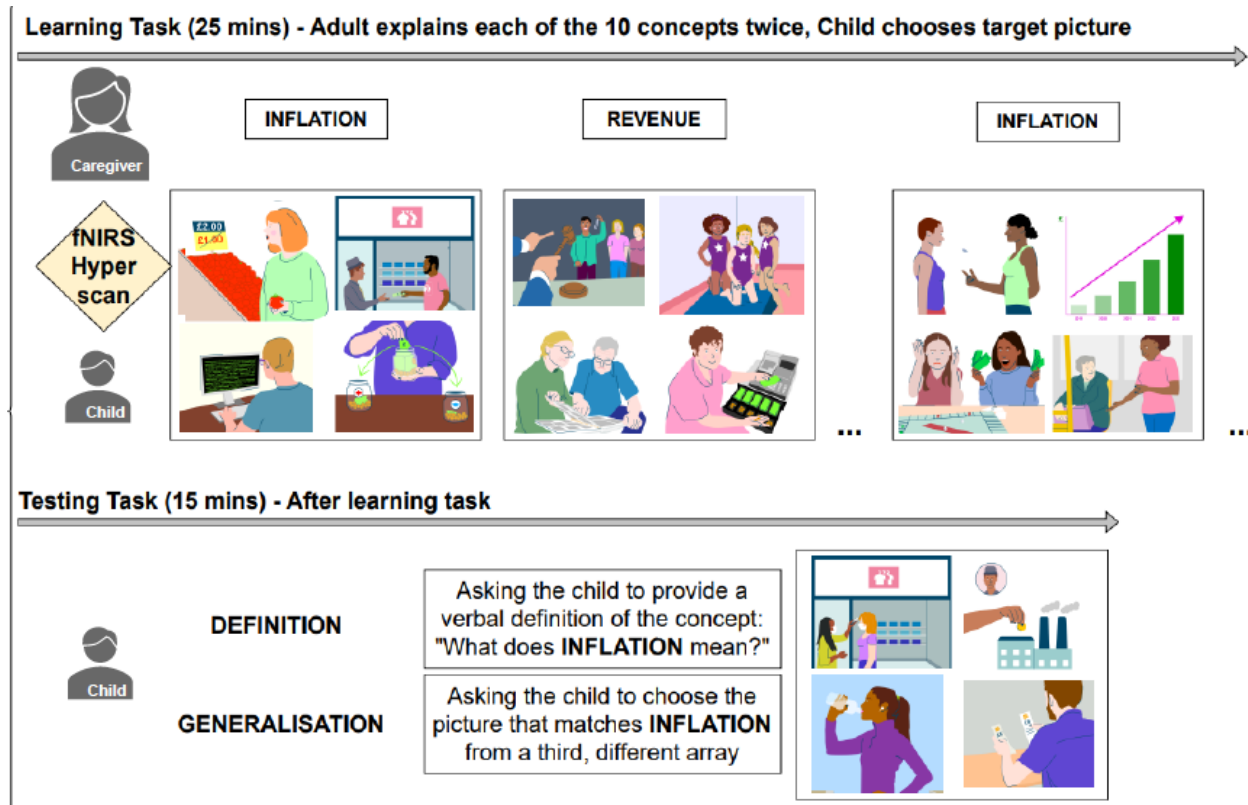 Learning Task (25 mins) - Adult explains each of the 10 concepts twice, Child chooses target picture
INFLATION
REVENUE
INFLATION
Caregiver
fNIRS
Hyper
scan
£2.00
£1.00
Child
...
...
Testing Task (15 mins) - After learning task
DEFINITION
Asking the child to provide a
verbal definition of the concept:
"What does INFLATION mean?"
Child
GENERALISATION
Asking the child to choose the
picture that matches INFLATION
from a third, different array